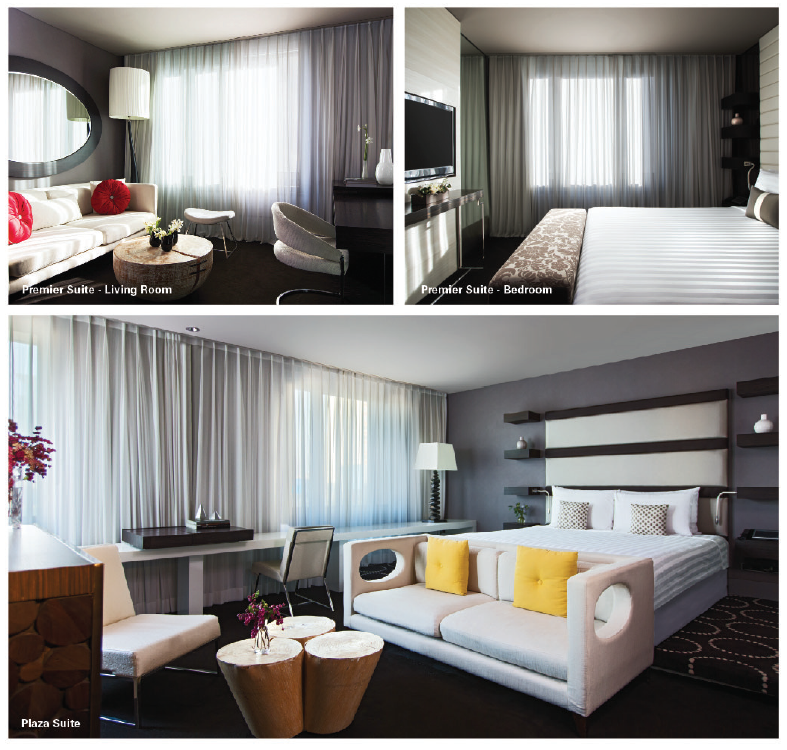 Premier Suite - Living Room
Premier Suite - Bedroom
Plaza Suite